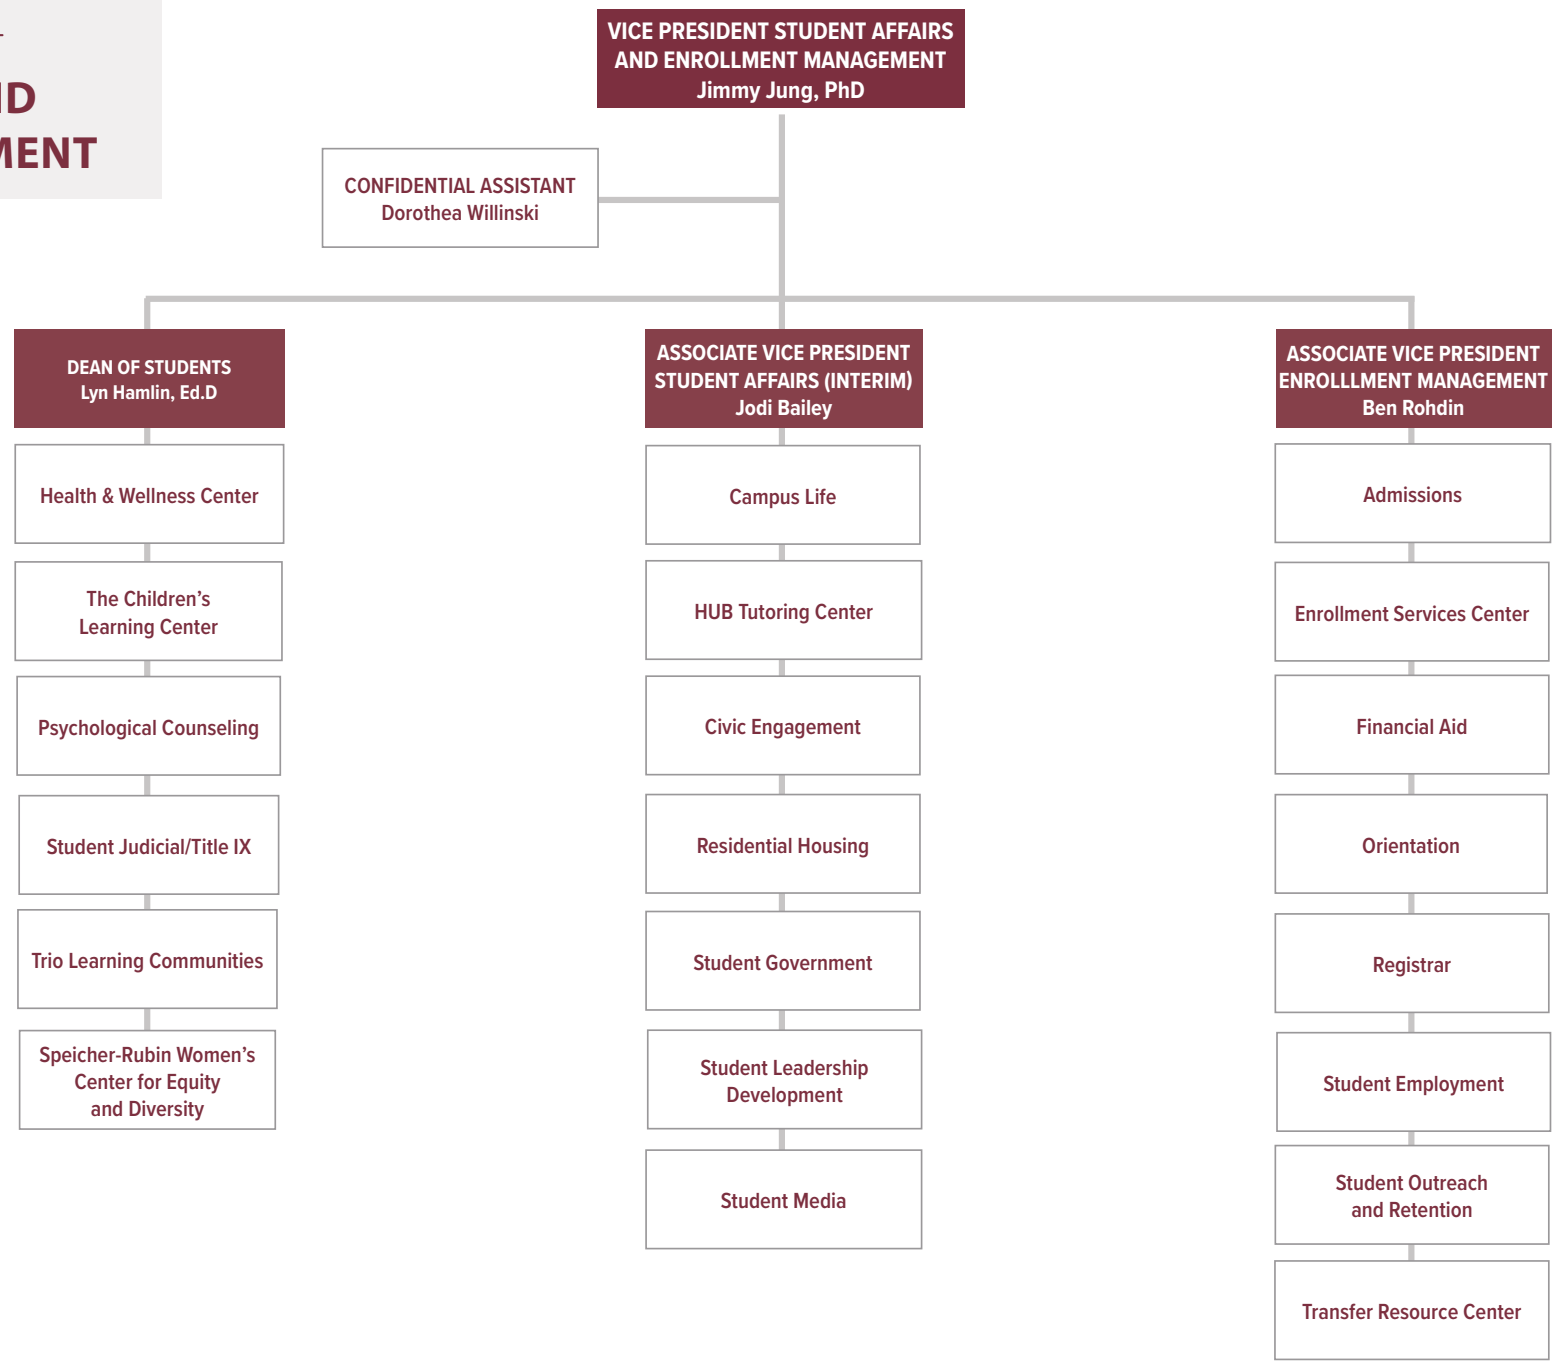 ND
MENT
VICE PRESIDENT STUDENT AFFAIRS
AND ENROLLMENT MANAGEMENT
Jimmy Jung, PhD
CONFIDENTIAL ASSISTANT
Dorothea Willinski
DEAN OF STUDENTS
Lyn Hamlin, Ed.D
Health & Wellness Center
The Children’s
Learning Center
Psychological Counseling
Student Judicial/Title IX
Trio Learning Communities
Speicher-Rubin Women’s
Center for Equity
and Diversity
ASSOCIATE VICE PRESIDENT
STUDENT AFFAIRS (INTERIM)
Jodi Bailey
Campus Life
HUB Tutoring Center
Civic Engagement
Residential Housing
Student Government
Student Leadership
Development
Student Media
ASSOCIATE VICE PRESIDENT
ENROLLLMENT MANAGEMENT
Ben Rohdin
Admissions
Enrollment Services Center
Financial Aid
Orientation
Registrar
Student Employment
Student Outreach
and Retention
Transfer Resource Center